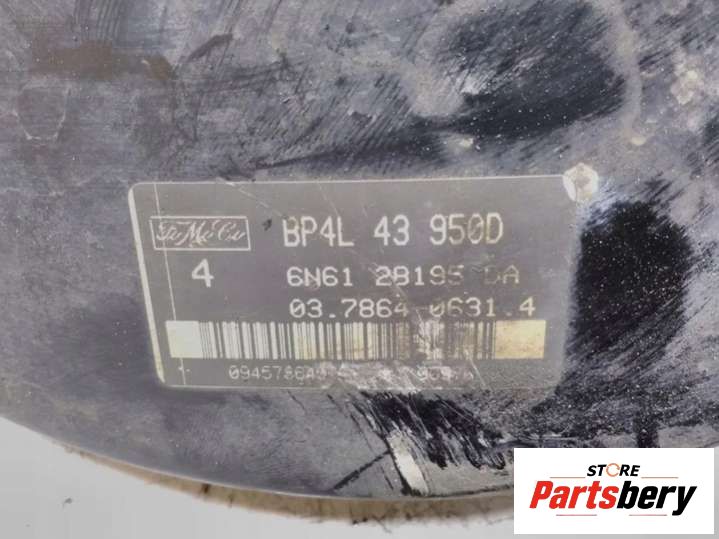 FoMoCo
BP4L 43 950D
4
6N61 2B195 DA
03.7864-0631.4
STORE
Partsbery